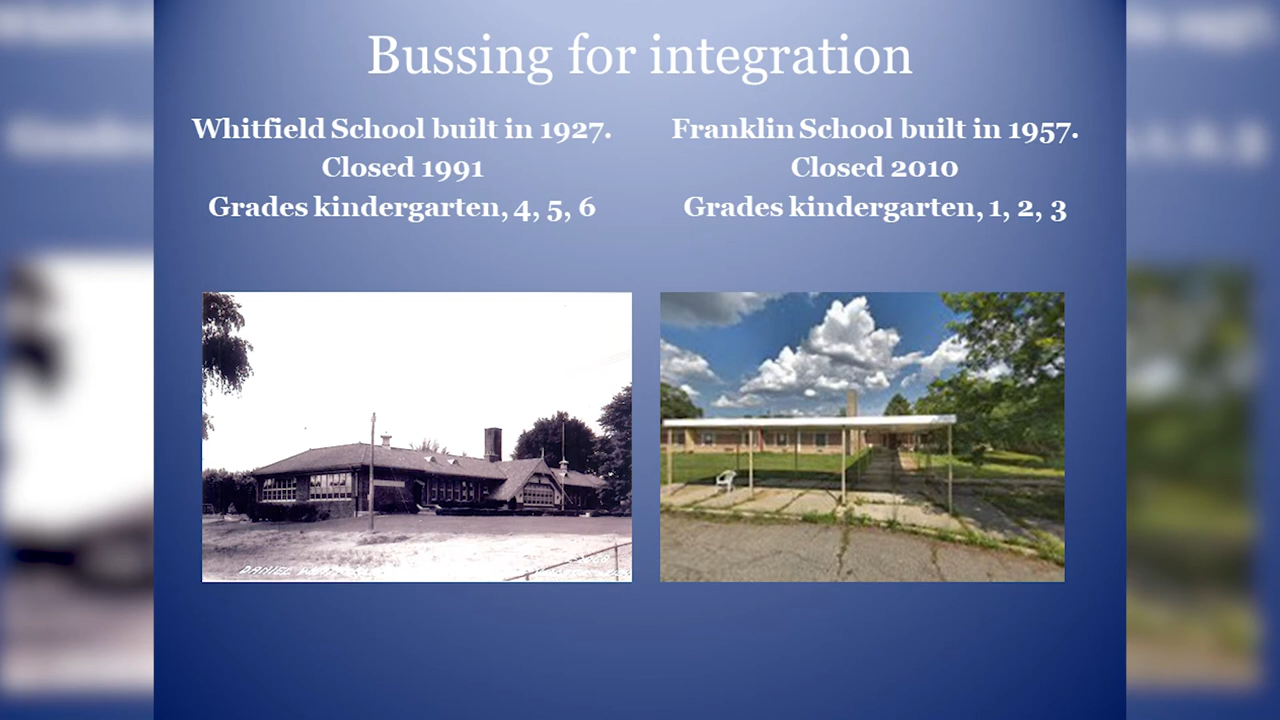 Bussing for integration
Whitfield School built in 1927.
Closed 1991
Grades kindergarten, 4, 5, 6
Franklin School built in 1957.
Closed 2010
Grades kindergarten, 1, 2, 3
DANIEL